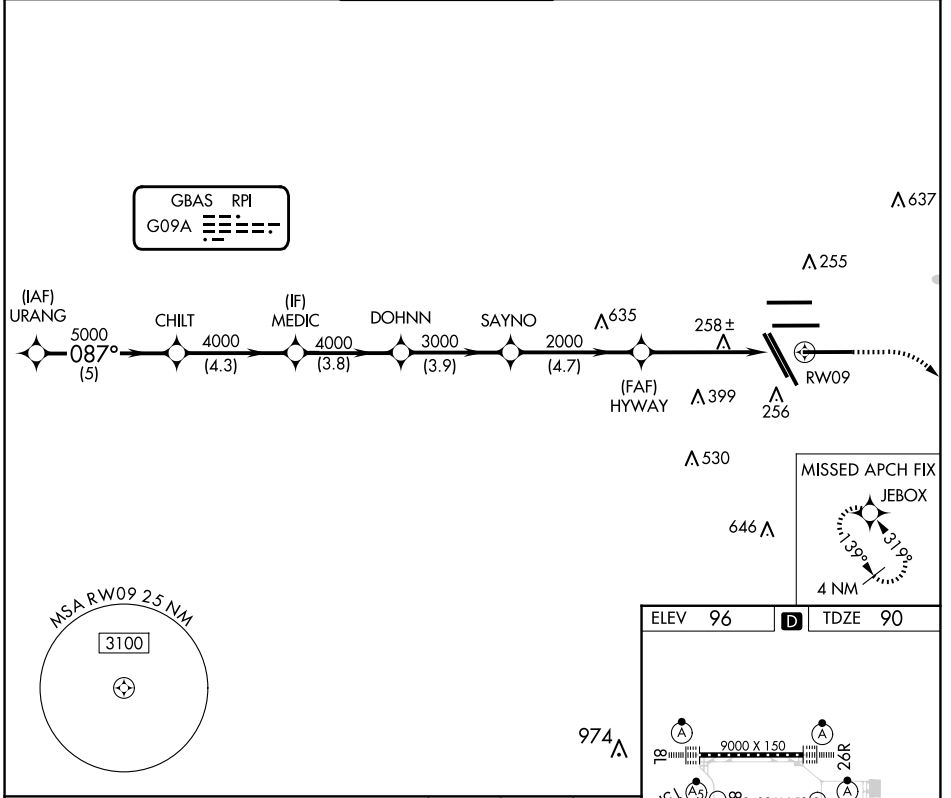 GBAS RPI
G09A
637
255
(IAF)
URANG
5000
087°
(5)
CHILT
4000
(4.3)
(IF)
MEDIC
4000
(3.8)
DOHNN
3000
(3.9)
SAYNO
2000
(4.7)
635
(FAF)
HYWAY
258±
399
256
RW09
530
646
MISSED APCH FIX
JEBOX
139°
319°
4 NM
MSA RW09 25 NM
3100
974
ELEV 96
D
TDZE 90
A
A
8L
9000 X 150
26R
A5
8
A